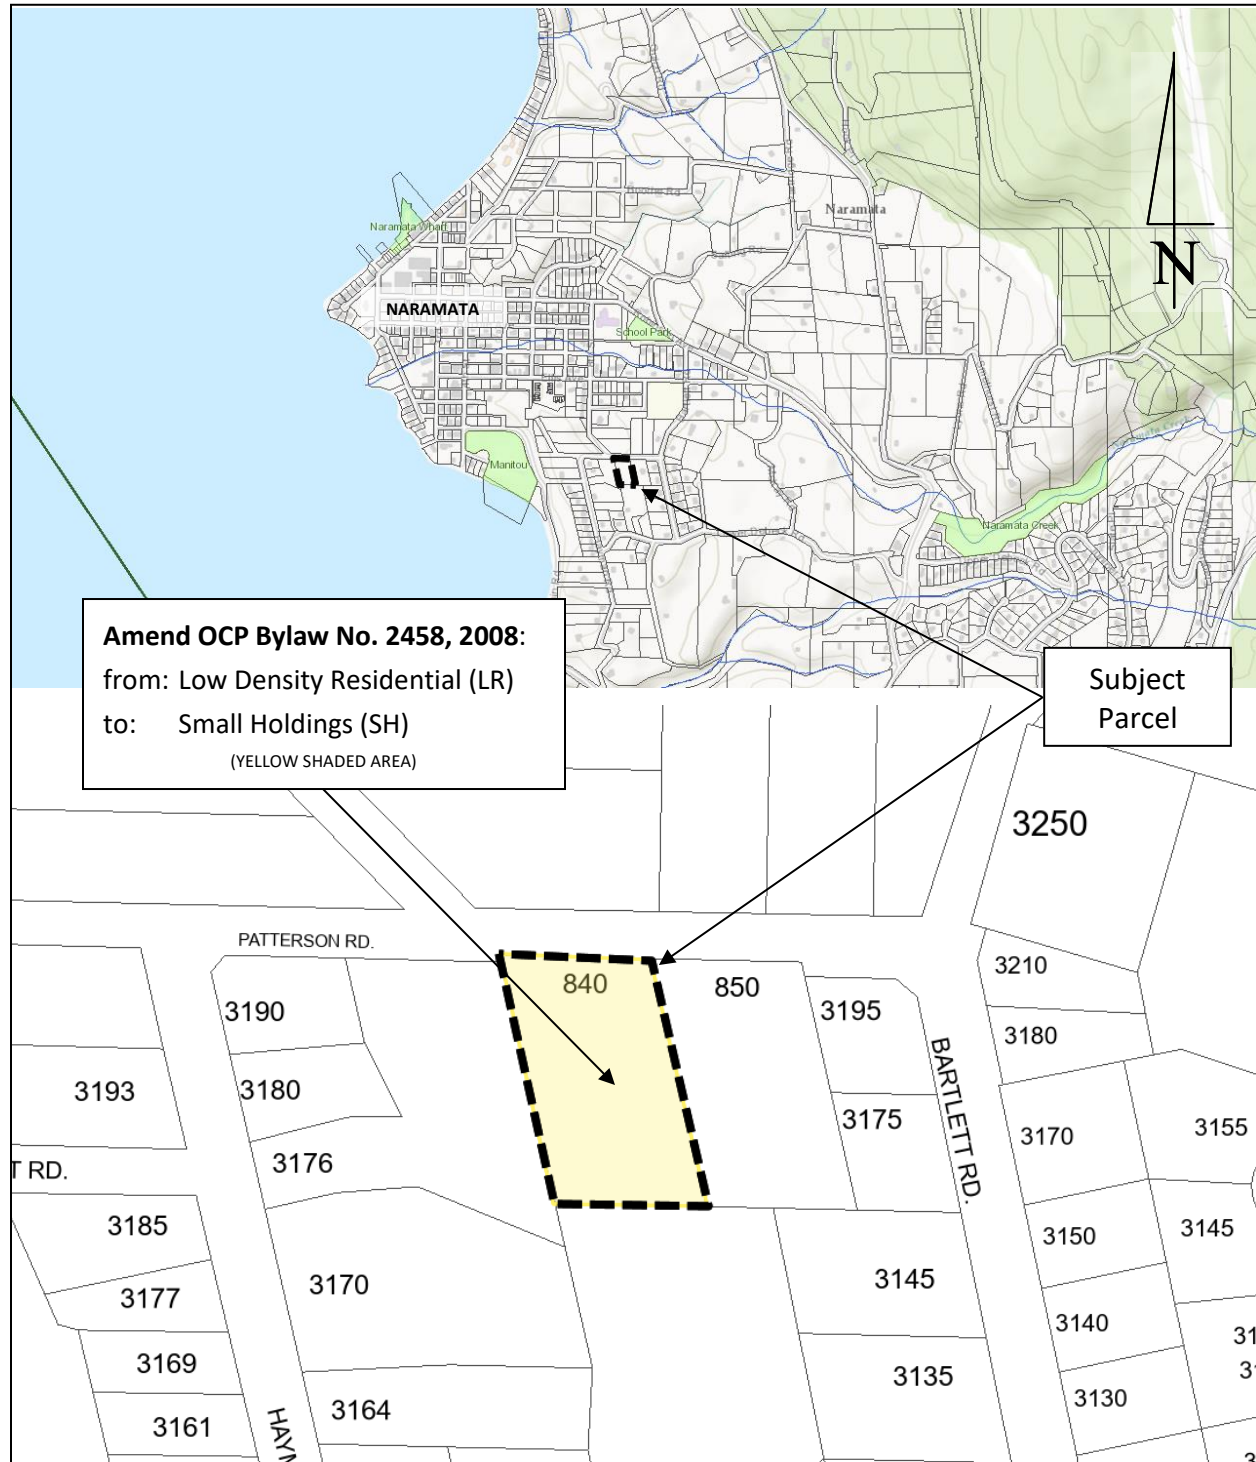 Naramata
N
Naramata Wharf
NARAMATA
School Park
Manitou
Naramata Creek
Naramata Creek
Amend OCP Bylaw No. 2458, 2008:
from: Low Density Residential (LR)
to: Small Holdings (SH)
(YELLOW SHADED AREA)
Subject
Parcel
3250
PATTERSON RD.
840
850
3210
3190
3195
3180
3193
3180
BARTLETT RD.
3175
3170
3155
3176
T RD.
3185
3150
3145
3170
3145
3177
3140
3169
3135
3130
3164
3161
HAYM